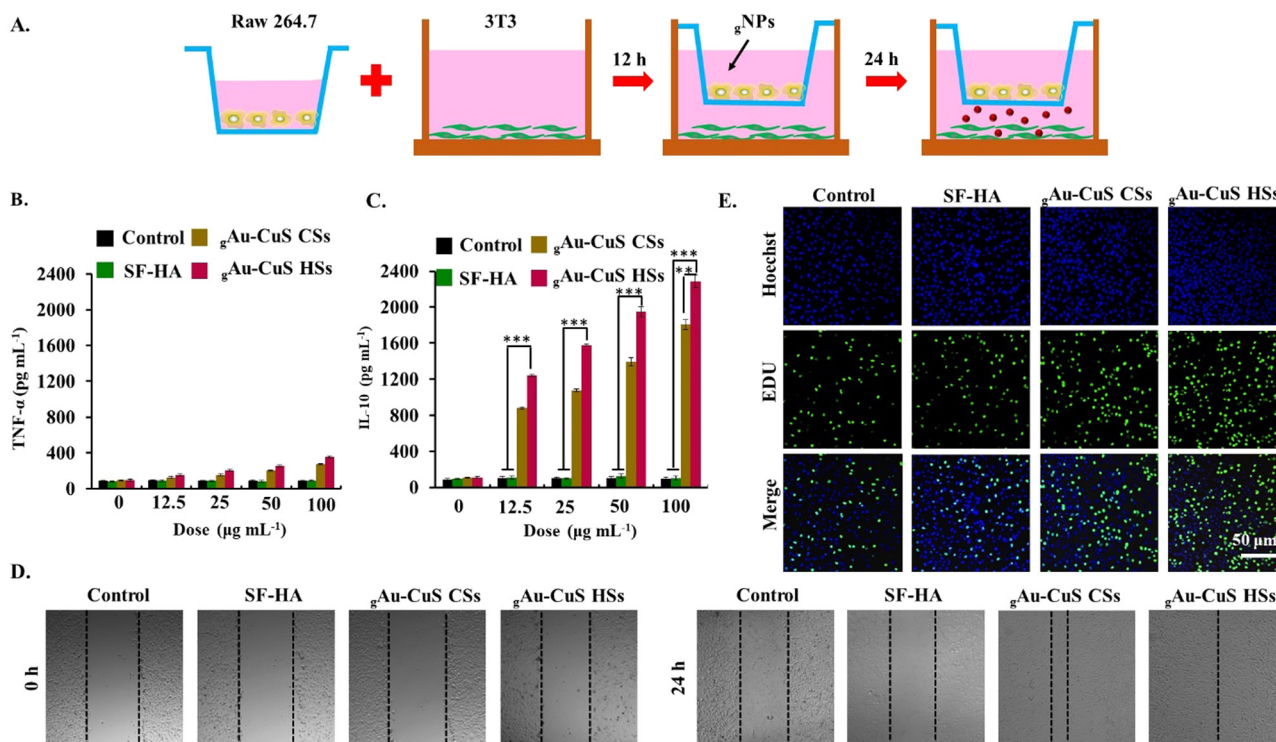 A.
Raw 264.7
3T3
12 h
gNPs
24 h
B.
Control
gAu-CuS CSs
SF-HA
gAu-CuS HSs
2400
2000
1600
1200
800
400
0
TNF-α (pg mL-1)
0 12.5 25 50 100
Dose (μg mL-1)
C.
Control
gAu-CuS CSs
SF-HA
gAu-CuS HSs
2400
2000
1600
1200
800
400
0
IL-10 (pg mL-1)
***
***
***
***
**
0 12.5 25 50 100
Dose (μg mL-1)
E.
Control SF-HA gAu-CuS CSs gAu-CuS HSs
Hoechst
EDU
Merge
50 μm
D.
Control SF-HA gAu-CuS CSs gAu-CuS HSs
0 h
Control SF-HA gAu-CuS CSs gAu-CuS HSs
24 h